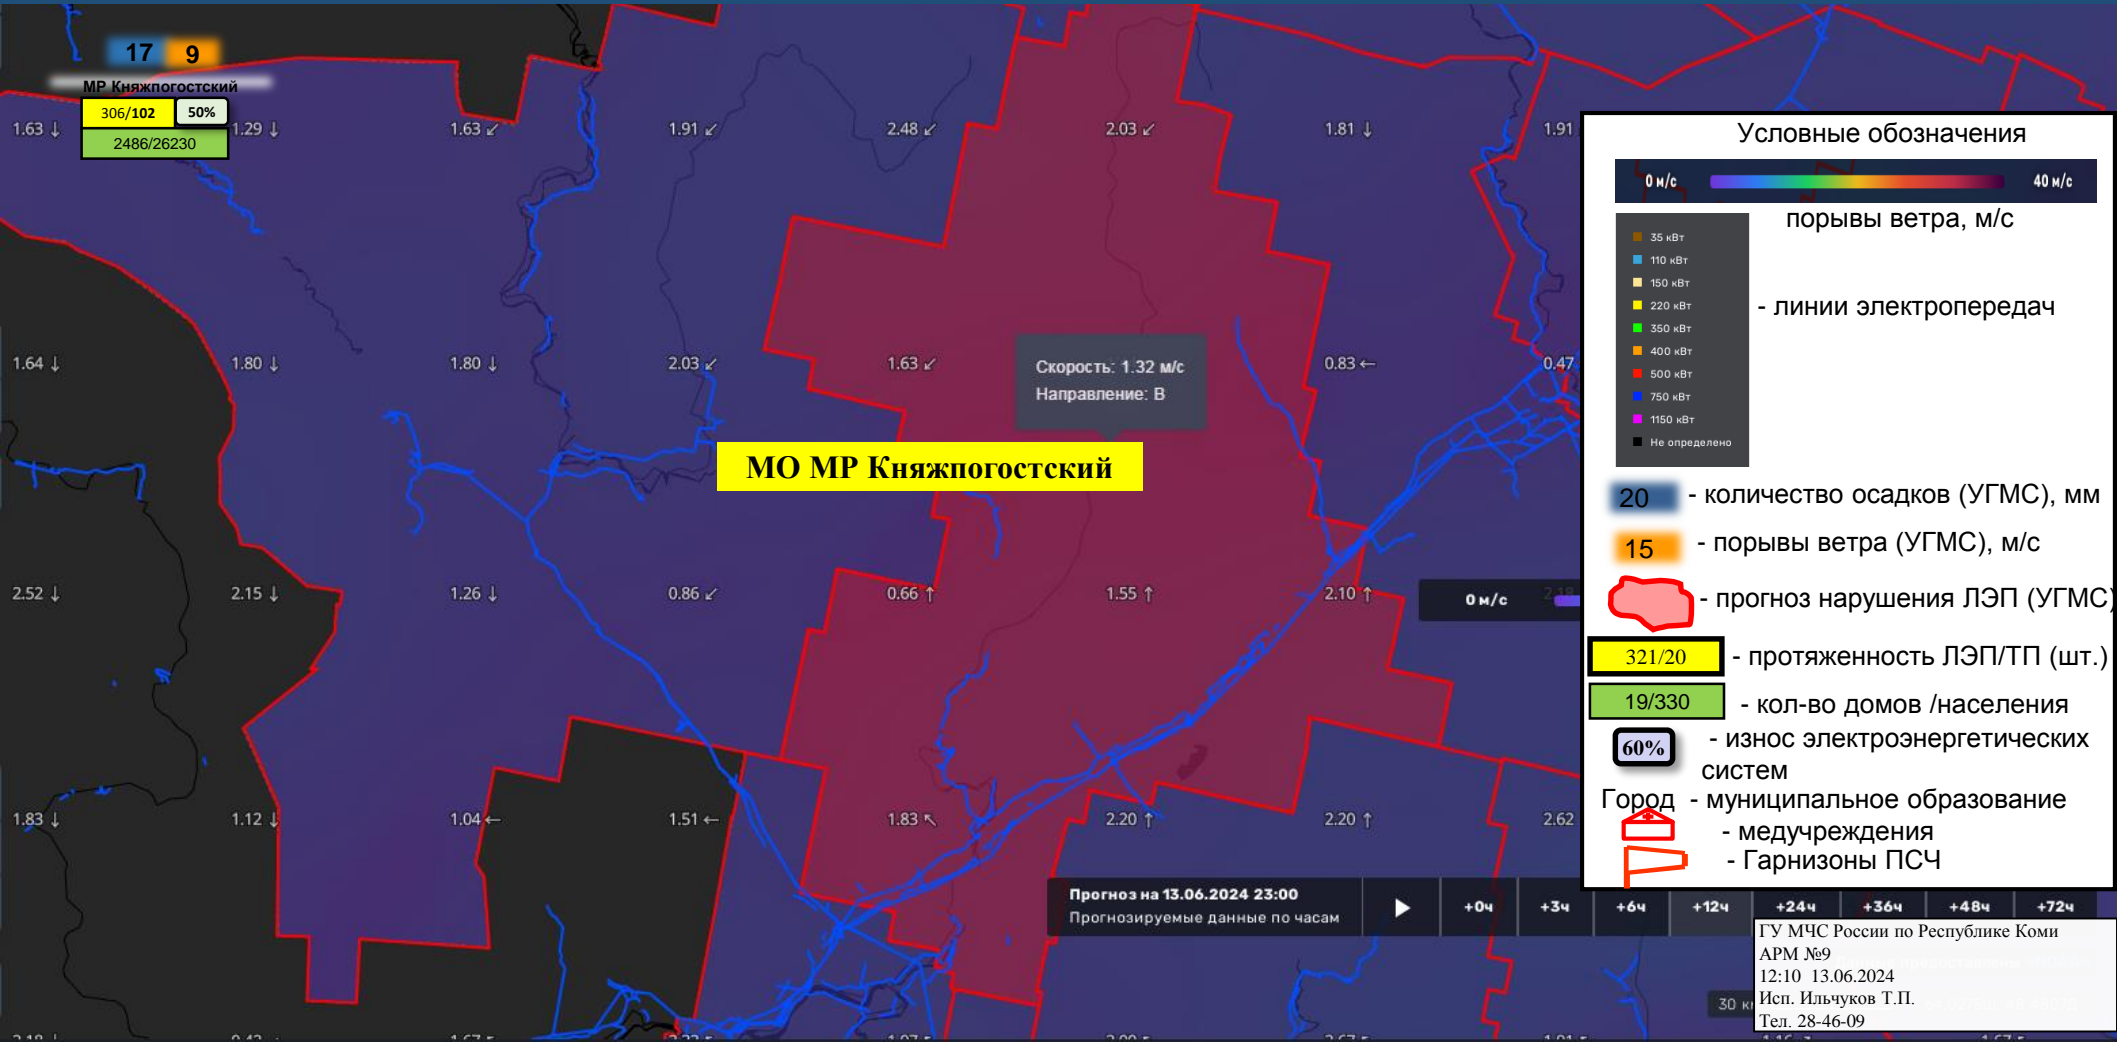 17 9
МР Княжпогостский
306/102 50%
2486/26230
1.63 ↓ 1.29 ↓ 1.63 ↙ 1.91 ↙ 2.48 ↙ 2.03 ↙ 1.81 ↓ 1.91
1.64 ↓ 1.80 ↓ 1.80 ↓ 2.03 ↙ 1.63 ↙ 0.83 ← 0.47
Скорость: 1.32 м/с
Направление: В
МО МР Княжпогостский
2.52 ↓ 2.15 ↓ 1.26 ↓ 0.86 ↙ 0.66 ↑ 1.55 ↑ 2.10 ↑ 2.18
0 м/с
1.83 ↓ 1.12 ↓ 1.04 ← 1.51 ← 1.83 ↖ 2.20 ↑ 2.20 ↑ 2.62
Условные обозначения
0 м/с 40 м/с
порывы ветра, м/с
35 кВт
110 кВт
150 кВт
220 кВт
350 кВт
400 кВт
500 кВт
750 кВт
1150 кВт
Не определено
- линии электропередач
20 - количество осадков (УГМС), мм
15 - порывы ветра (УГМС), м/с
- прогноз нарушения ЛЭП (УГМС)
321/20 - протяженность ЛЭП/ТП (шт.)
19/330 - кол-во домов /населения
60% - износ электроэнергетических
систем
Город - муниципальное образование
- медучреждения
- Гарнизоны ПСЧ
Прогноз на 13.06.2024 23:00
Прогнозируемые данные по часам
+0ч +3ч +6ч +12ч +24ч +36ч +48ч +72ч
ГУ МЧС России по Республике Коми
АРМ №9
12:10 13.06.2024
Исп. Ильчуков Т.П.
Тел. 28-46-09
30 к